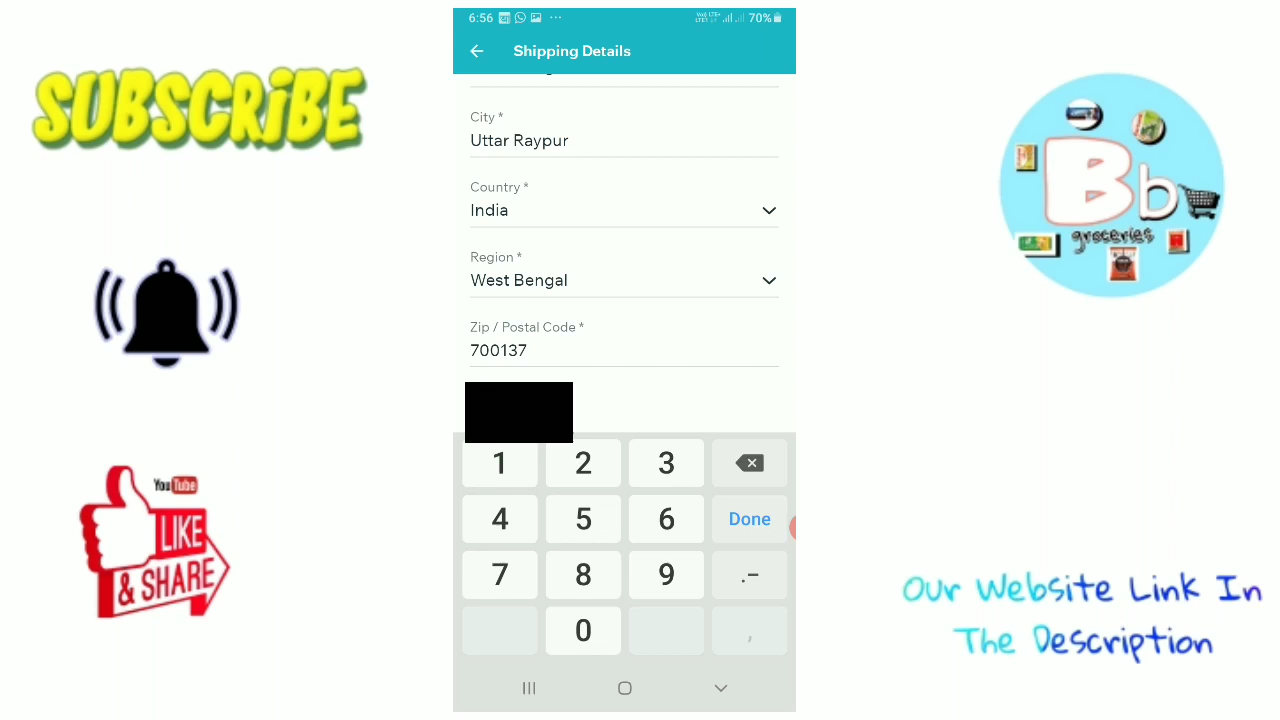 SUBSCRiBE
YouTube
LIKE
& SHARE
6:56
70%
Shipping Details
City *
Uttar Raypur
Country *
India
Region *
West Bengal
Zip / Postal Code *
700137
1 2 3
4 5 6 Done
7 8 9 .-
0 ,
Bb
groceries
Our Website Link In
The Description